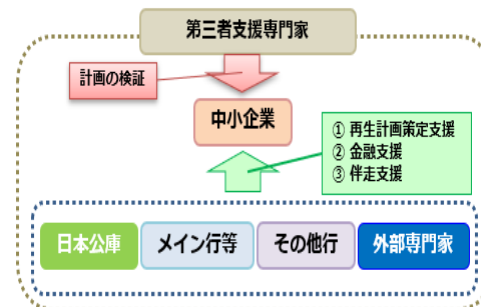 第三者支援専門家
計画の検証
中小企業
① 再生計画策定支援
② 金融支援
③ 伴走支援
日本公庫
メイン行等
その他行
外部専門家